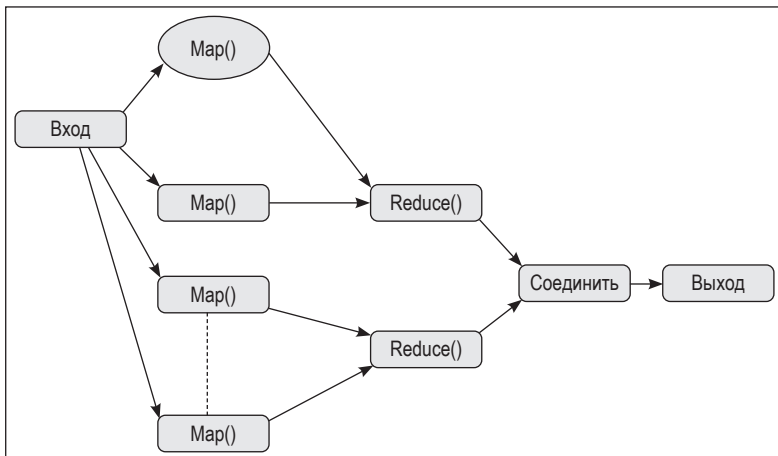 Map()
Вход
Map()
Reduce()
Map()
Соединить
Выход
Reduce()
Map()